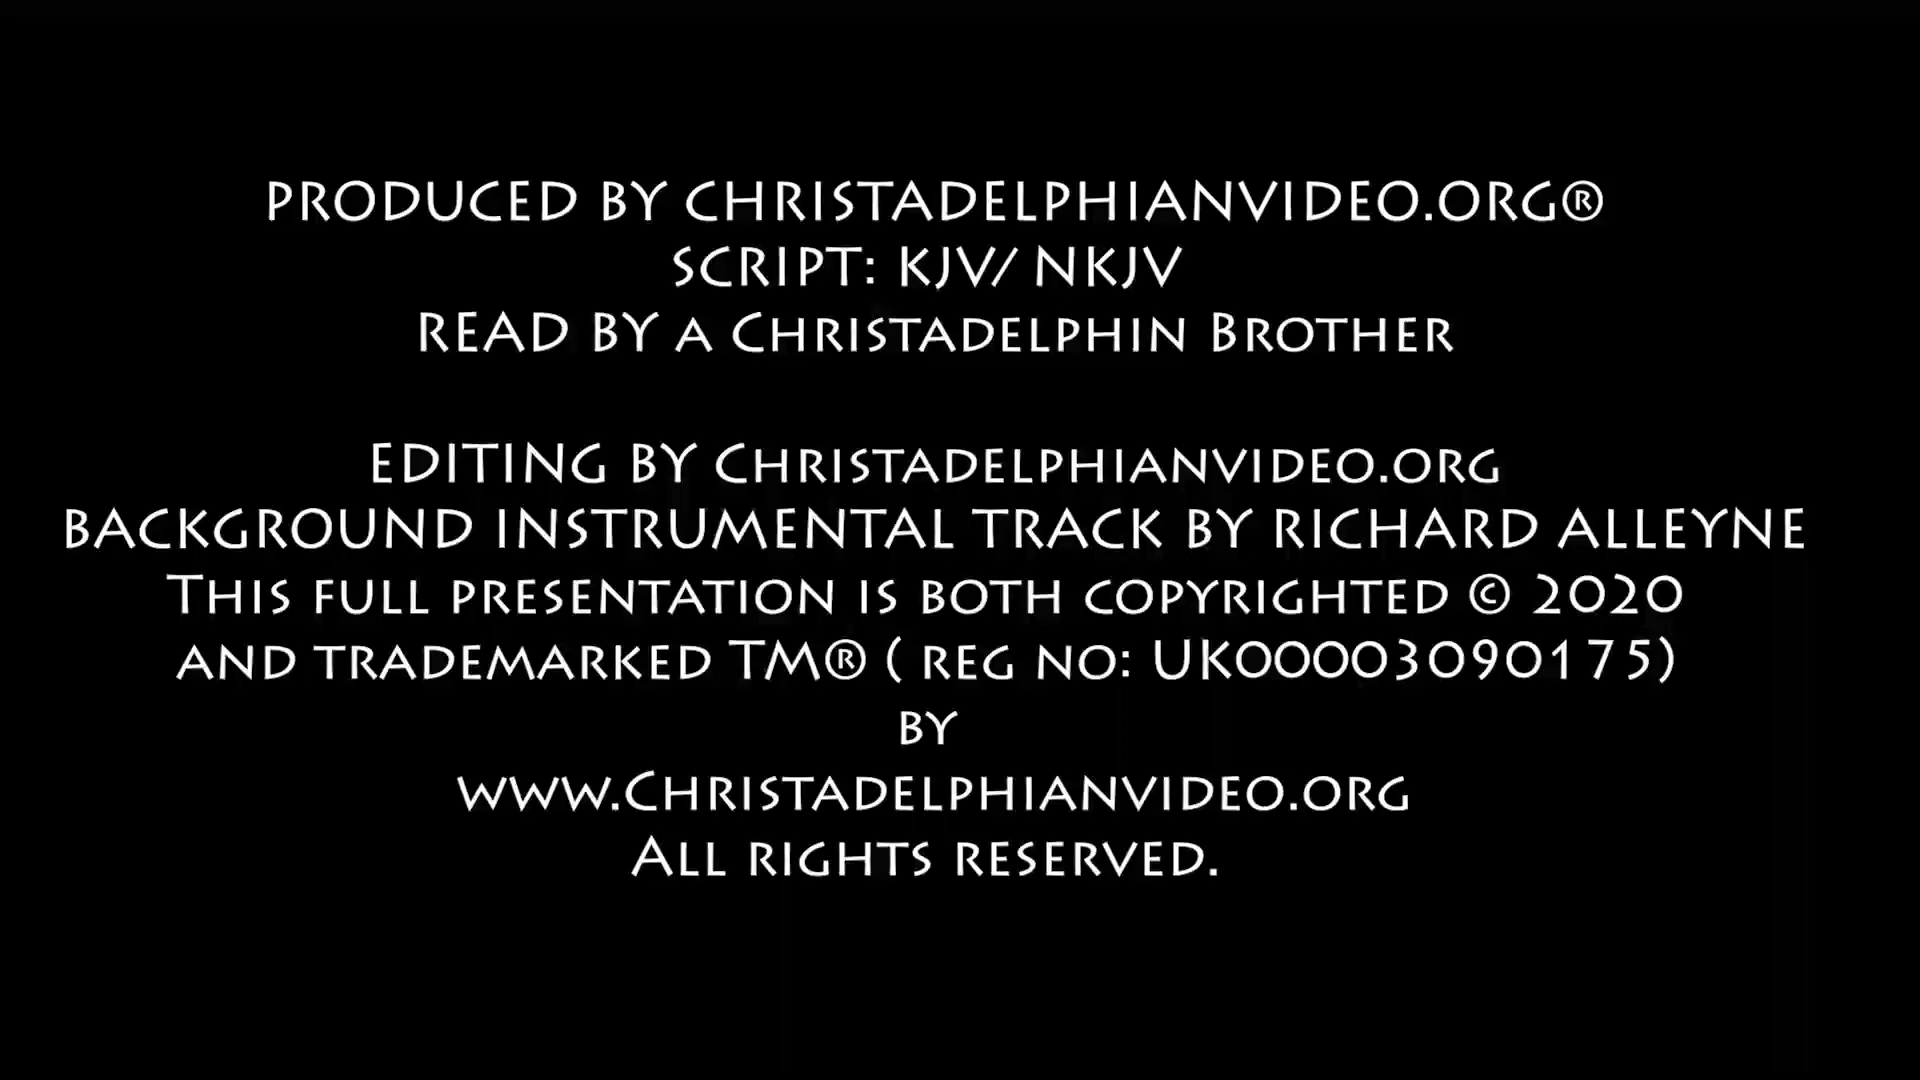 PRODUCED BY CHRISTADELPHIANVIDEO.ORG®
SCRIPT: KJV/ NKJV
READ BY A CHRISTADELPHIN BROTHER
EDITING BY CHRISTADELPHIANVIDEO.ORG
BACKGROUND INSTRUMENTAL TRACK BY RICHARD ALLEYNE
THIS FULL PRESENTATION IS BOTH COPYRIGHTED © 2020
AND TRADEMARKED TM® ( REG NO: UK00003090175)
BY
WWW.CHRISTADELPHIANVIDEO.ORG
ALL RIGHTS RESERVED.